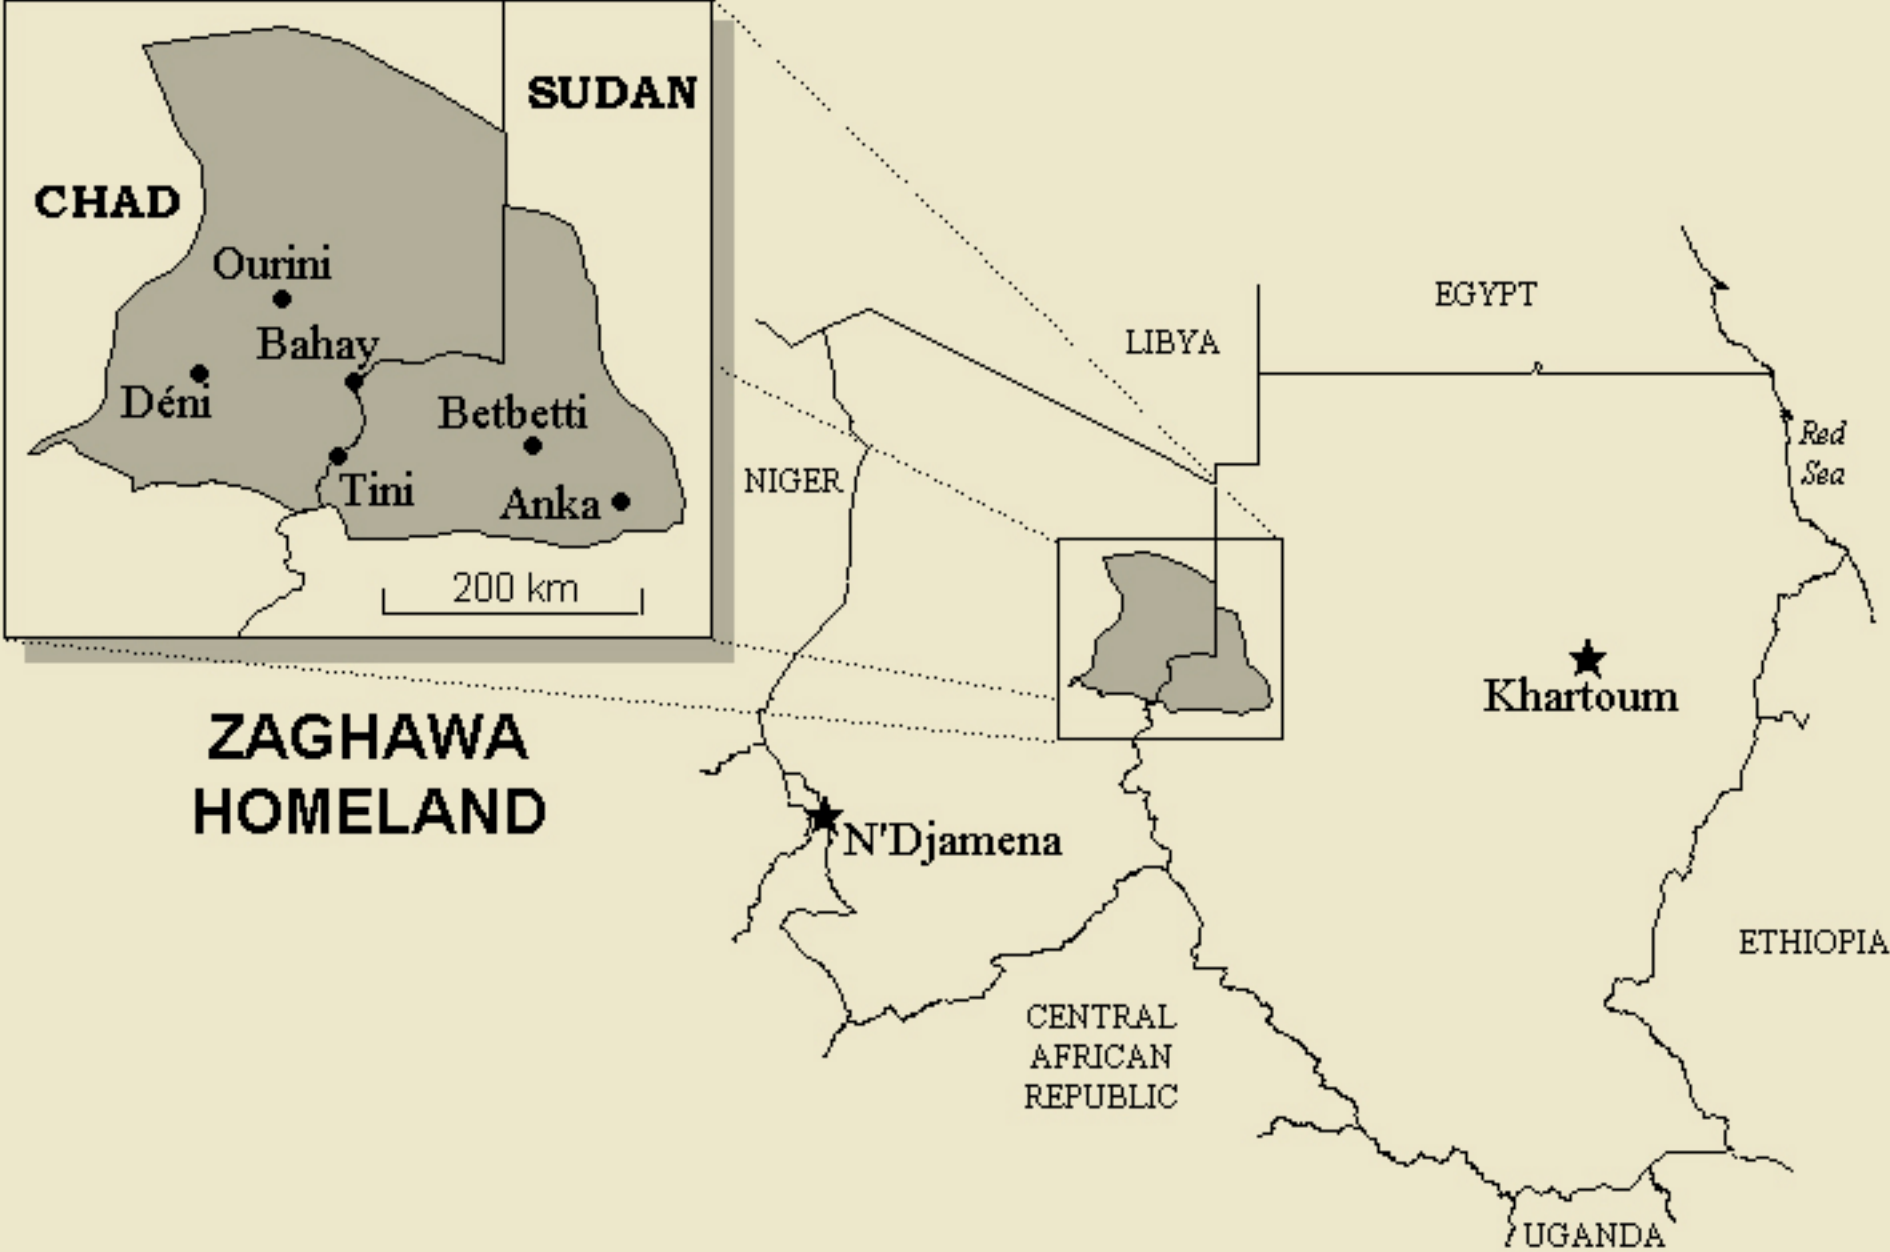 SUDAN
CHAD
Ourini
Bahay
Déni
Betbetti
Tini
Anka
200 km
ZAGHAWA
HOMELAND
EGYPT
LIBYA
NIGER
Red
Sea
Khartoum
N'Djamena
ETHIOPIA
CENTRAL
AFRICAN
REPUBLIC
UGANDA